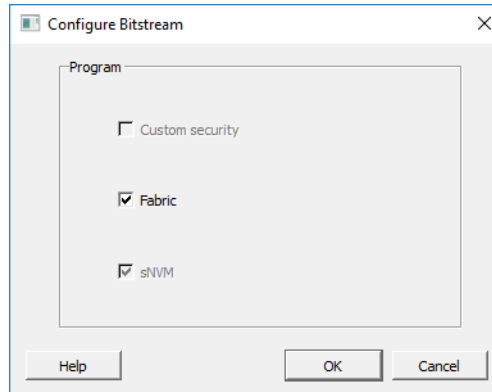 Configure Bitstream
Program
Custom security
Fabric
sNVM
Help OK Cancel